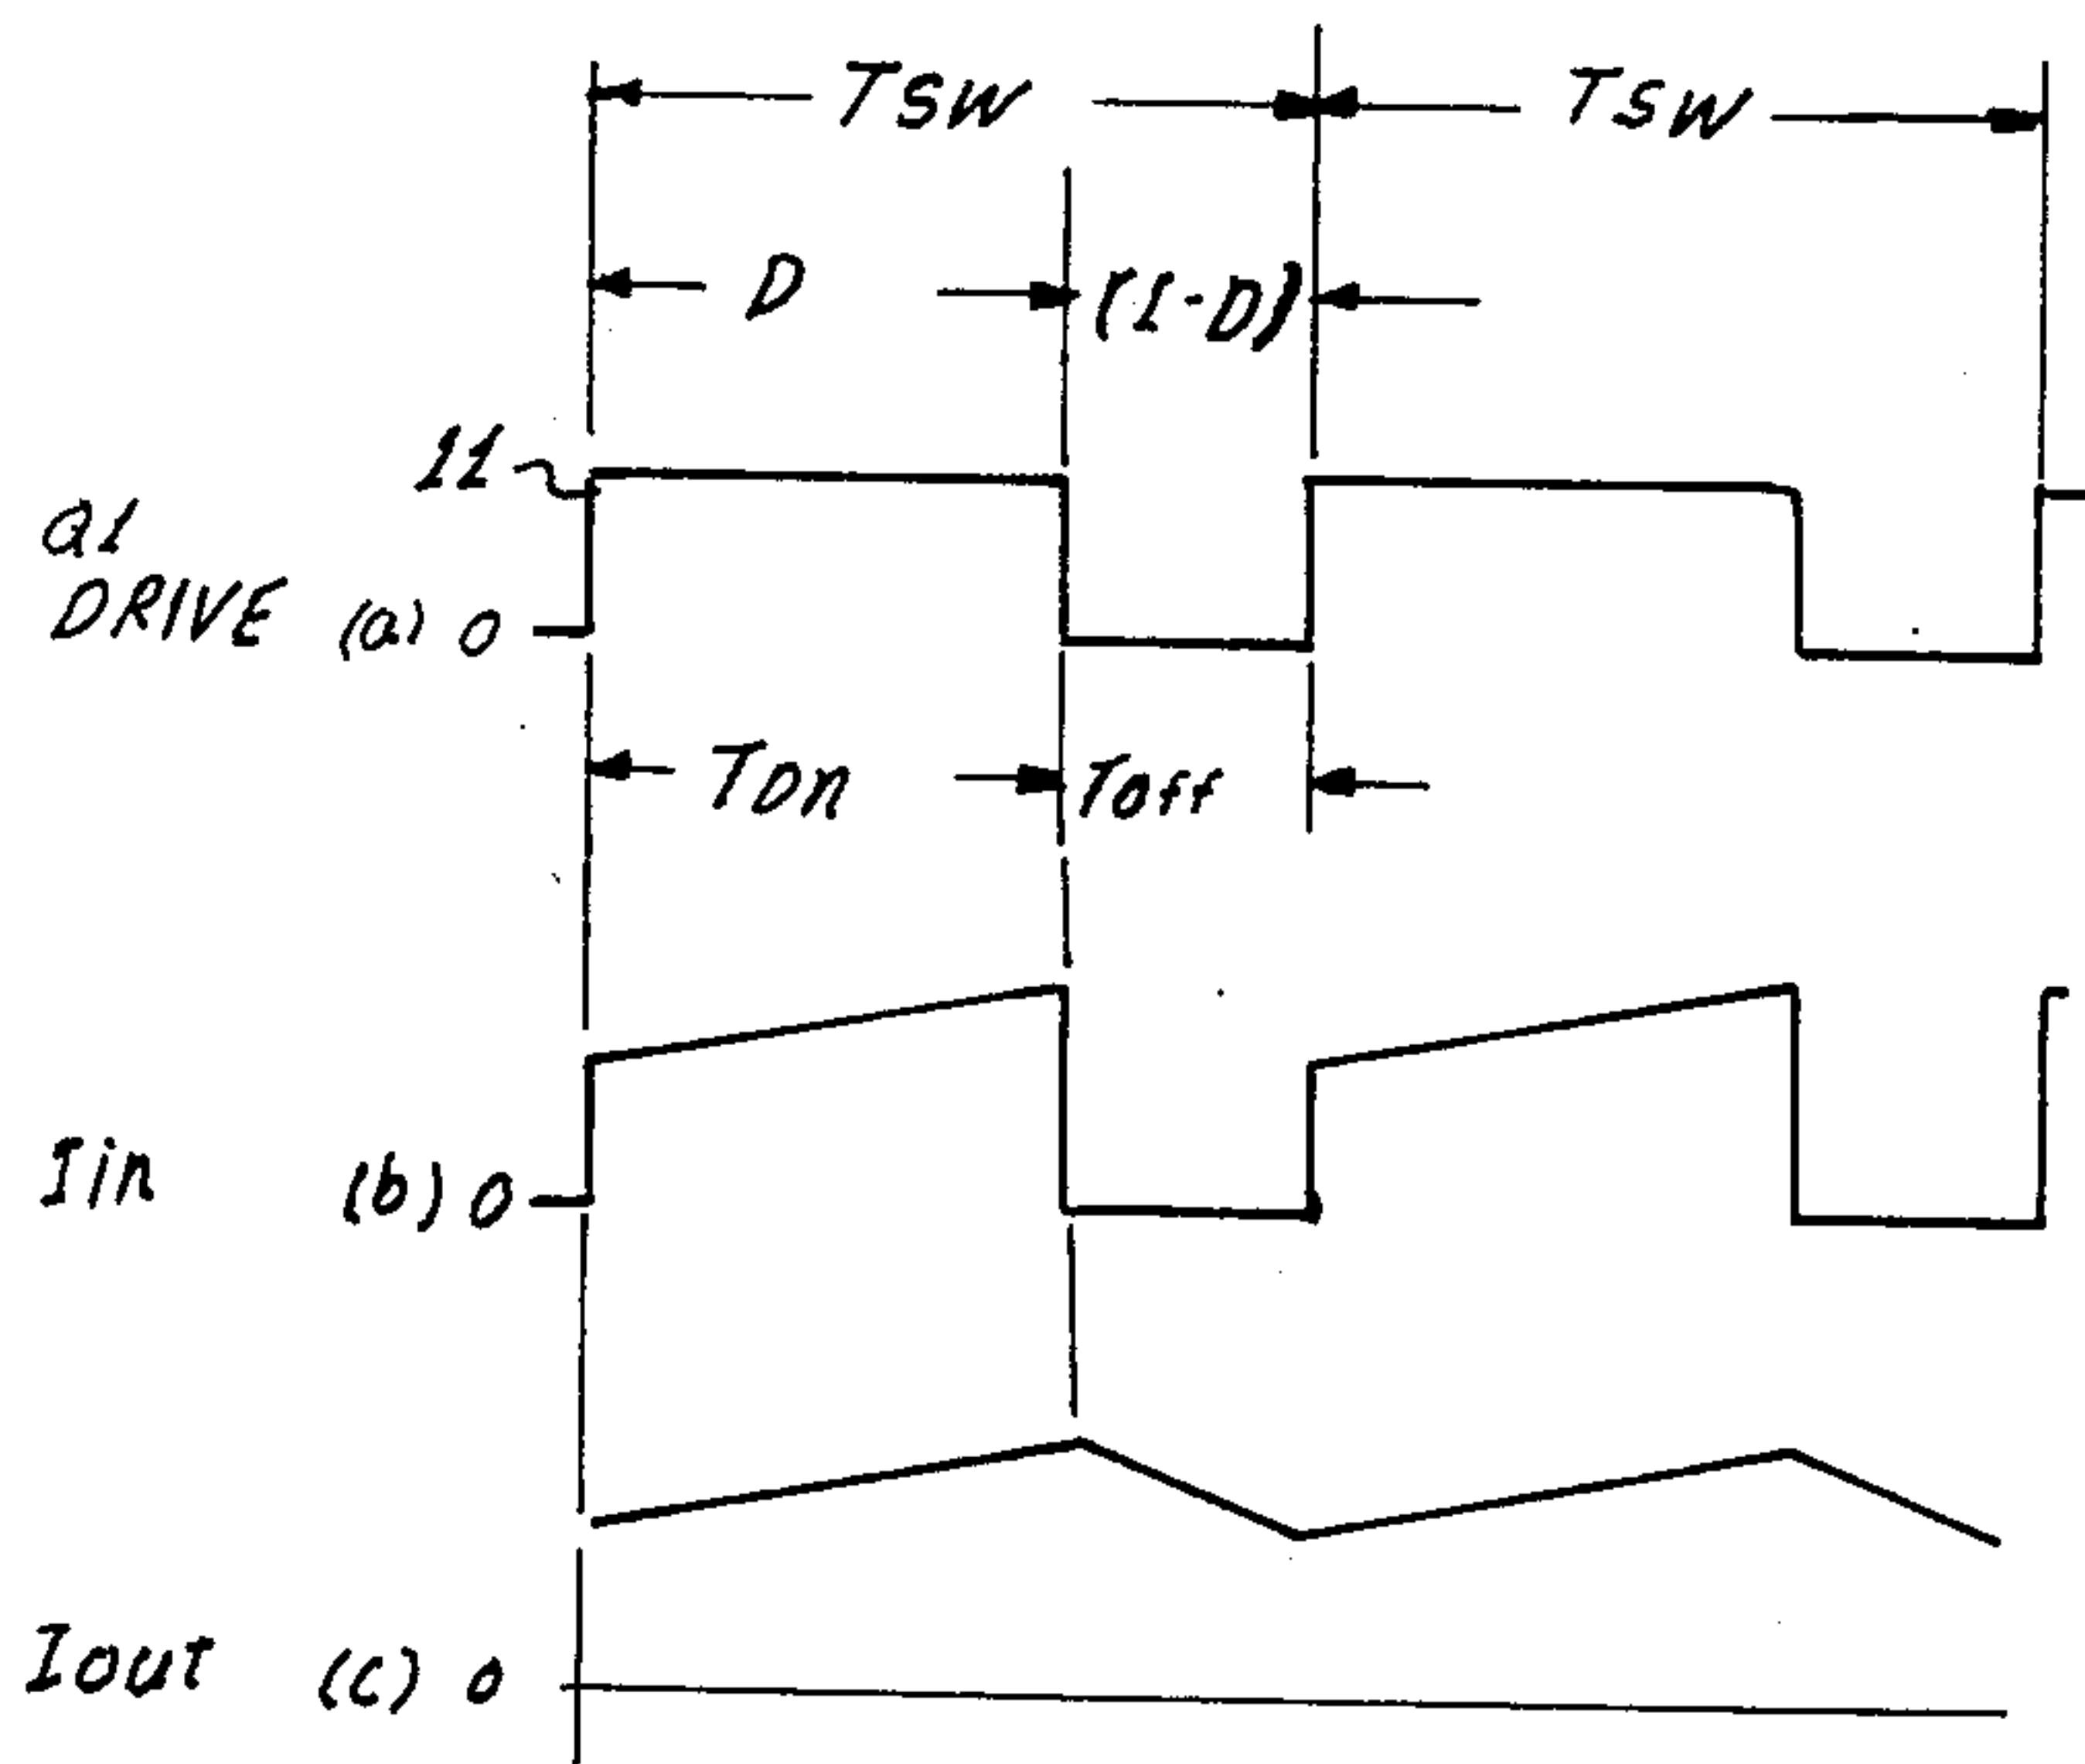 TSW TSW
D (1-D)
11
Q1
DRIVE (a) 0
TON Toff
Iin (b) 0
Iout (c) 0